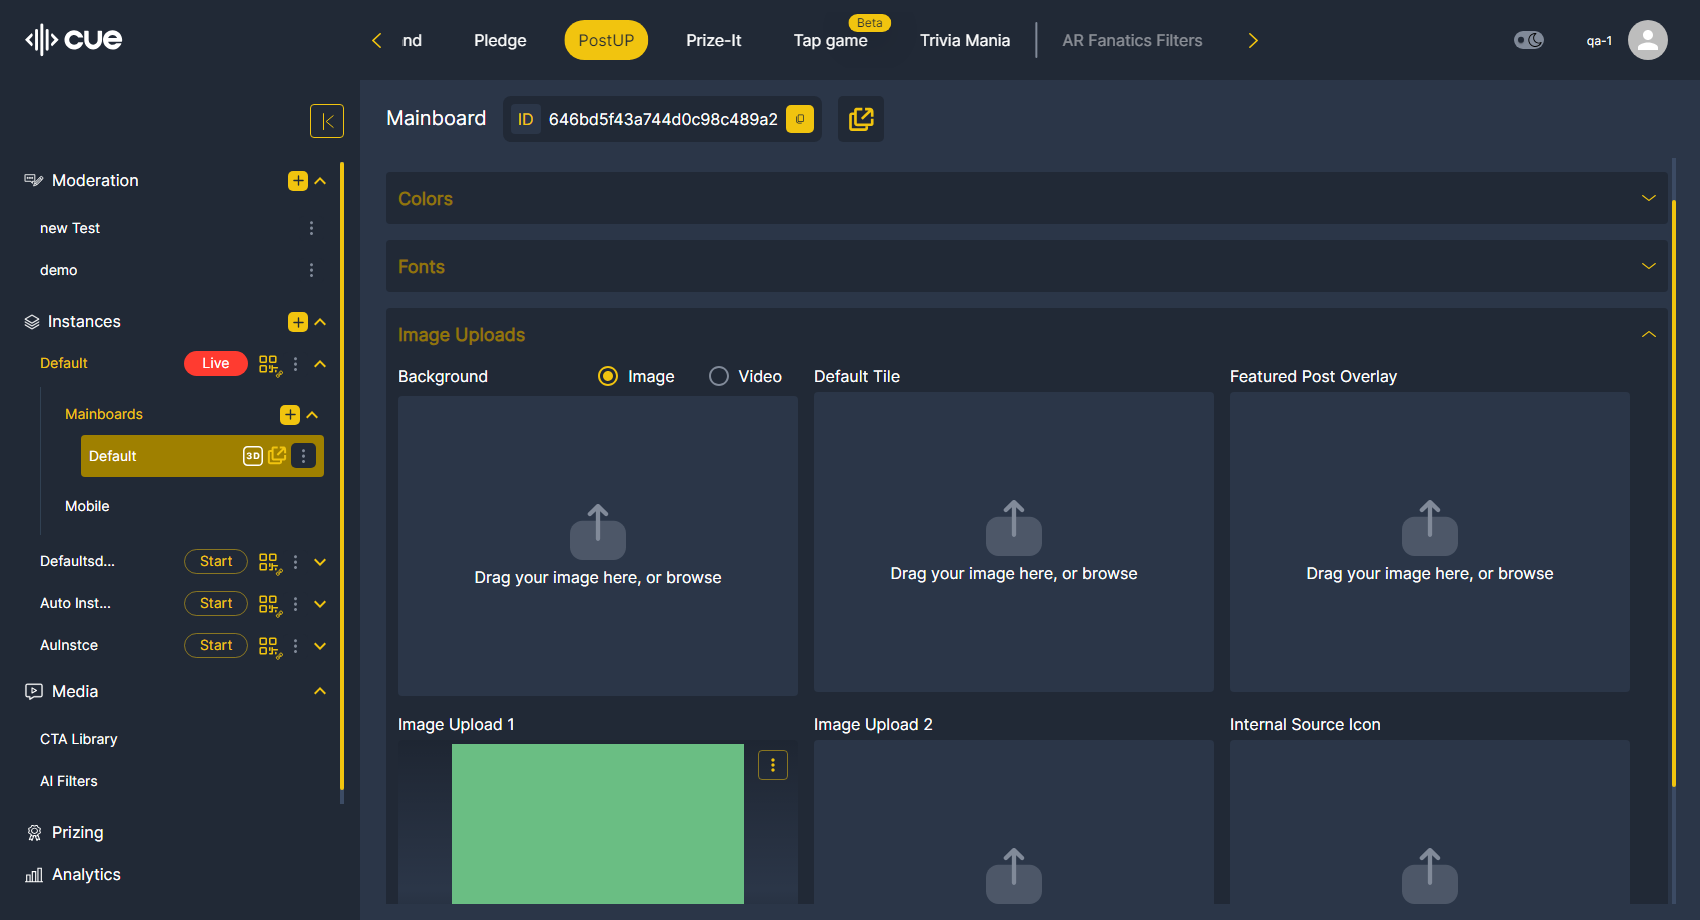 cue
nd
Pledge
PostUP
Prize-It
Tap game
Beta
Trivia Mania
AR Fanatics Filters
qa-1
Mainboard
ID
646bd5f43a744d0c98c489a2
Moderation
new Test
demo
Instances
Default
Live
Mainboards
Default
3D
Mobile
Defaultsd...
Start
Auto Inst...
Start
AuInstce
Start
Media
CTA Library
AI Filters
Prizing
Analytics
Colors
Fonts
Image Uploads
Background
Image
Video
Default Tile
Featured Post Overlay
Drag your image here, or browse
Drag your image here, or browse
Drag your image here, or browse
Image Upload 1
Image Upload 2
Internal Source Icon